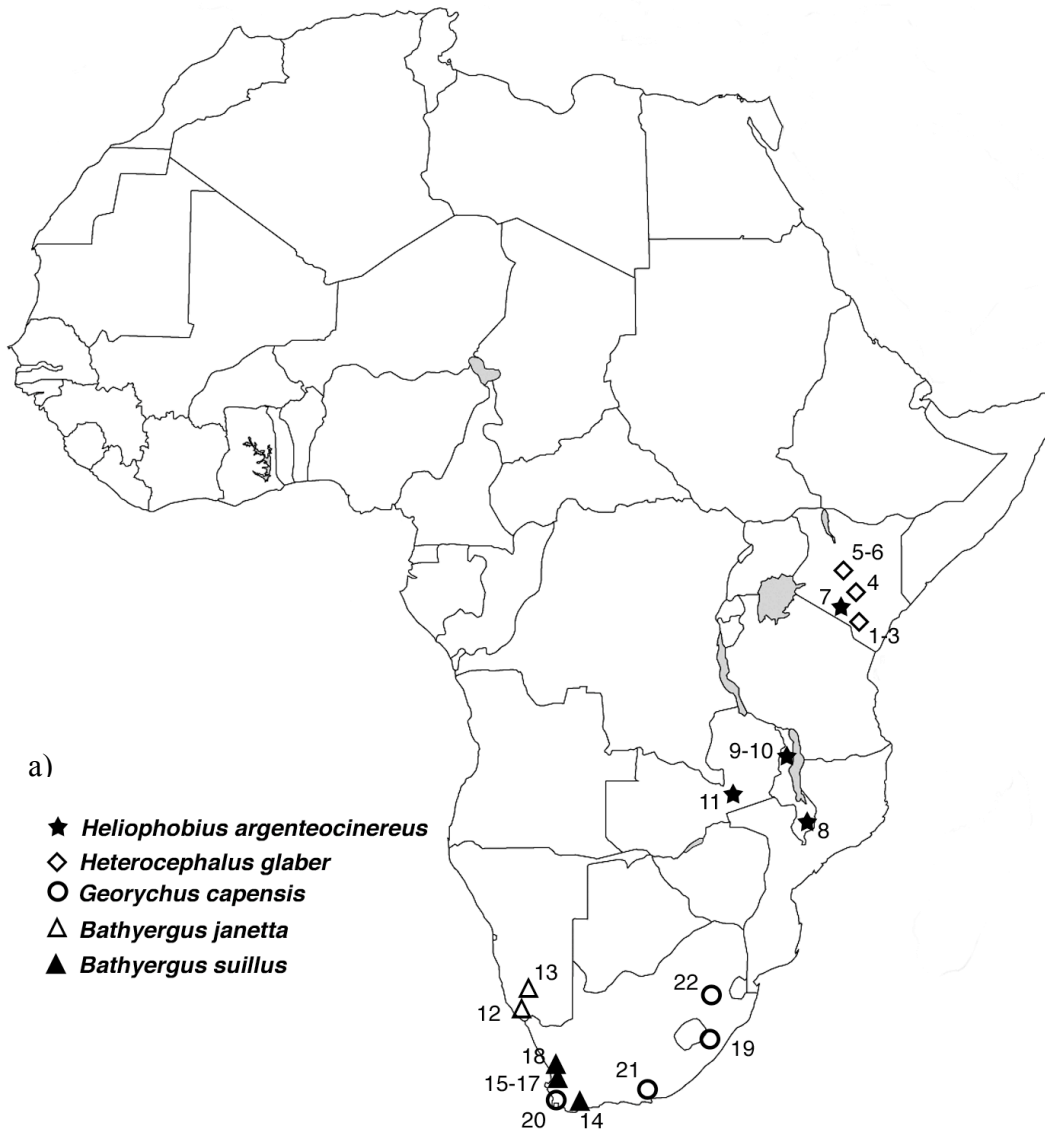 5-6
4
7
1-3
9-10
11
8
a)
Heliophobius argenteocinereus
Heterocephalus glaber
Georychus capensis
Bathyergus janetta
Bathyergus suillus
13
12
22
19
18
15-17
21
20
14